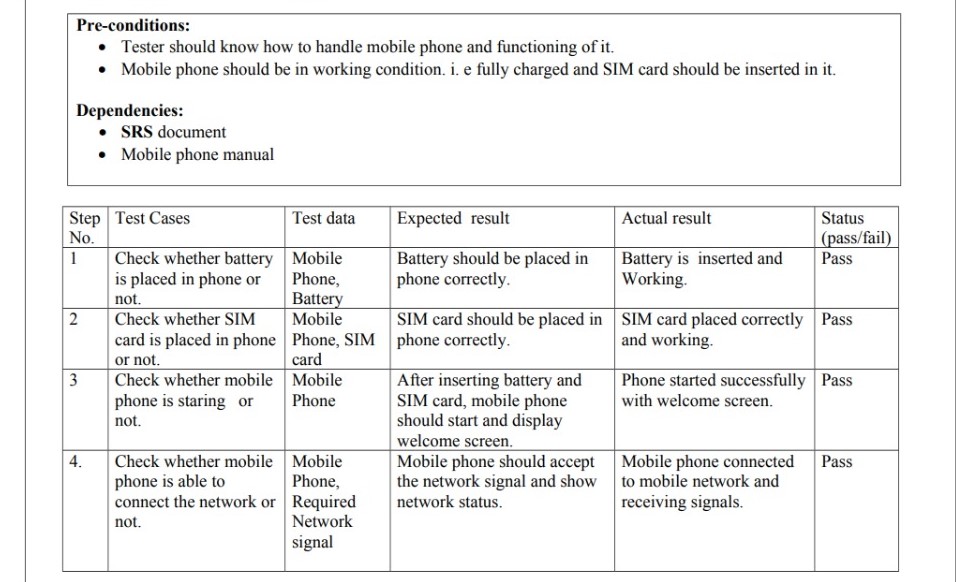 Pre-conditions:
• Tester should know how to handle mobile phone and functioning of it.
• Mobile phone should be in working condition. i. e fully charged and SIM card should be inserted in it.
Dependencies:
• SRS document
• Mobile phone manual
Step Test Cases Test data Expected result Actual result Status
No. (pass/fail)
1 Check whether battery Mobile Battery should be placed in Battery is inserted and Pass
is placed in phone or Phone, phone correctly. Working.
not. Battery
2 Check whether SIM Mobile SIM card should be placed in SIM card placed correctly Pass
card is placed in phone Phone, SIM phone correctly. and working.
or not. card
3 Check whether mobile Mobile After inserting battery and Phone started successfully Pass
phone is staring or Phone SIM card, mobile phone with welcome screen.
not. should start and display
welcome screen.
4. Check whether mobile Mobile Mobile phone should accept Mobile phone connected Pass
phone is able to Phone, the network signal and show to mobile network and
connect the network or Required network status. receiving signals.
not. Network
signal